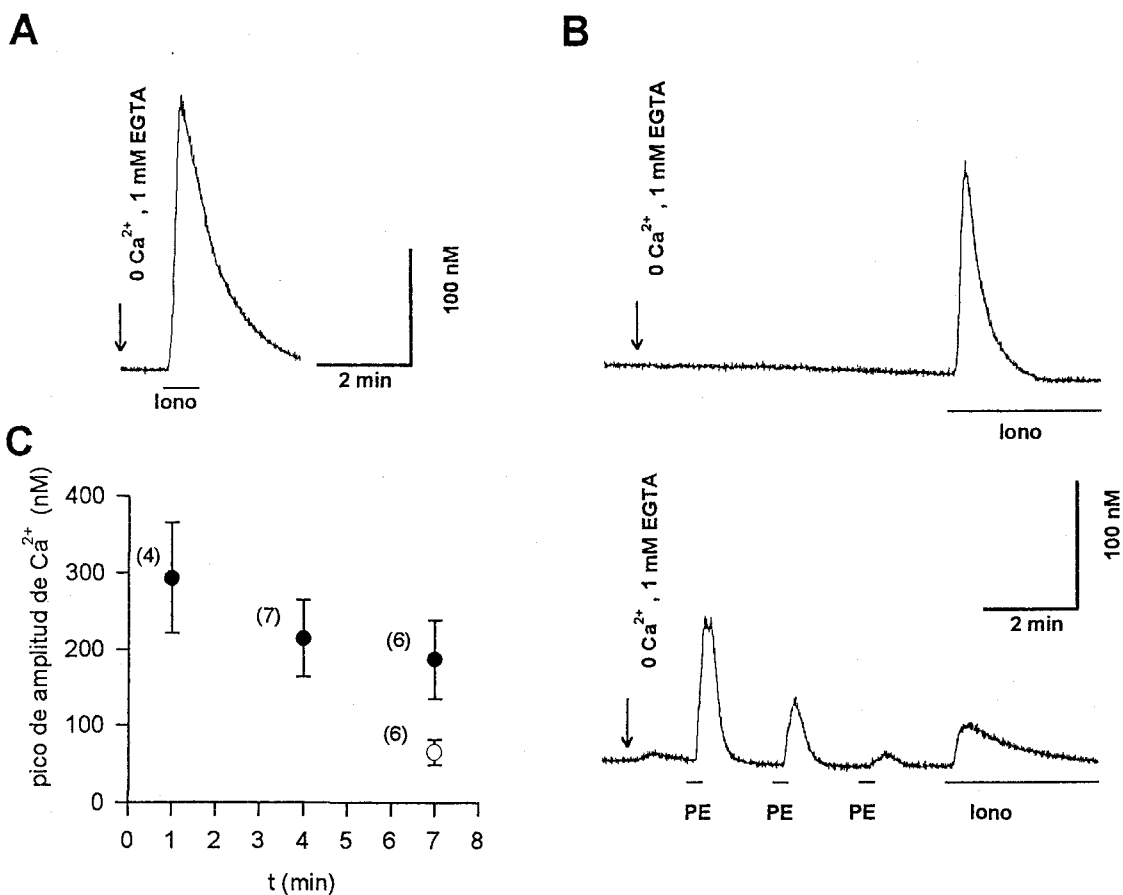 A
0 Ca²⁺, 1 mM EGTA
100 nM
2 min
Iono
B
0 Ca²⁺, 1 mM EGTA
Iono
0 Ca²⁺, 1 mM EGTA
100 nM
2 min
PE PE PE Iono
C
pico de amplitud de Ca²⁺ (nM)
400
300
200
100
0
(4)
(7)
(6)
(6)
0 1 2 3 4 5 6 7 8
t (min)